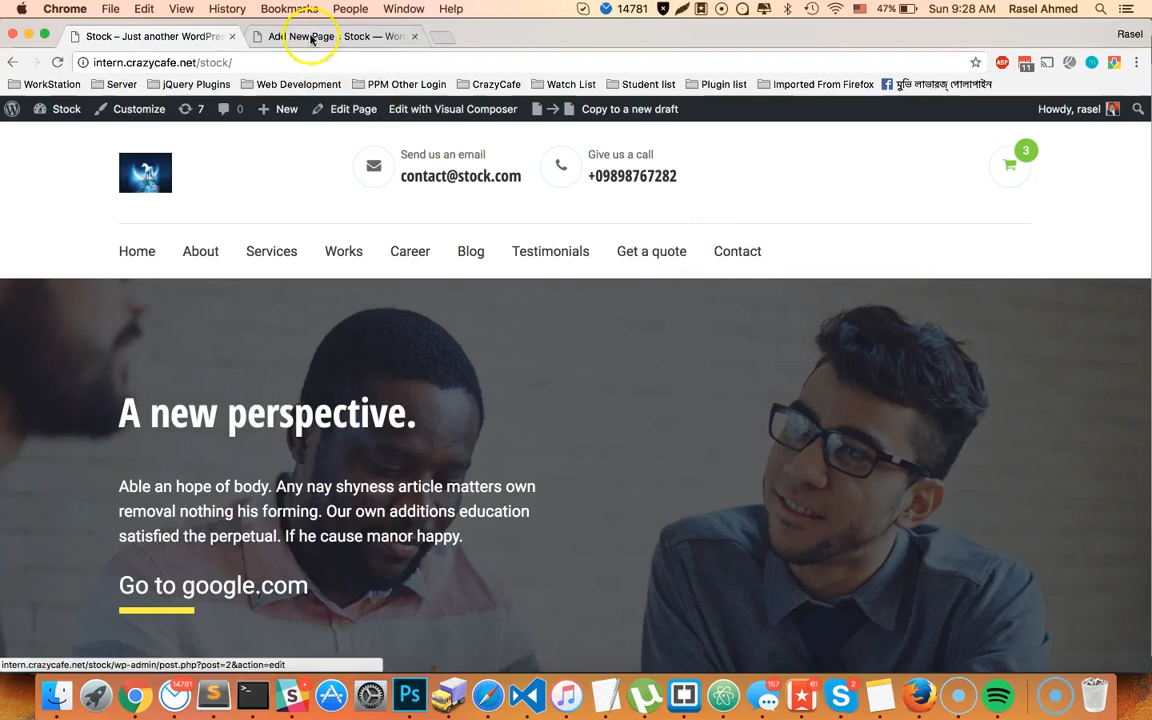 Chrome File Edit View History Bookmarks People Window Help 14781 47% Sun 9:28 AM Rasel Ahmed
Stock – Just another WordPre × Add New Page Stock — Wor × Rasel
intern.crazycafe.net/stock/
WorkStation Server jQuery Plugins Web Development PPM Other Login CrazyCafe Watch List Student list Plugin list Imported From Firefox মুভি লাভারজ্ পোলাপাইন
Stock Customize 7 0 New Edit Page Edit with Visual Composer Copy to a new draft Howdy, rasel
Send us an email
contact@stock.com
Give us a call
+09898767282
3
Home About Services Works Career Blog Testimonials Get a quote Contact
A new perspective.
Able an hope of body. Any nay shyness article matters own
removal nothing his forming. Our own additions education
satisfied the perpetual. If he cause manor happy.
Go to google.com
intern.crazycafe.net/stock/wp-admin/post.php?post=2&action=edit